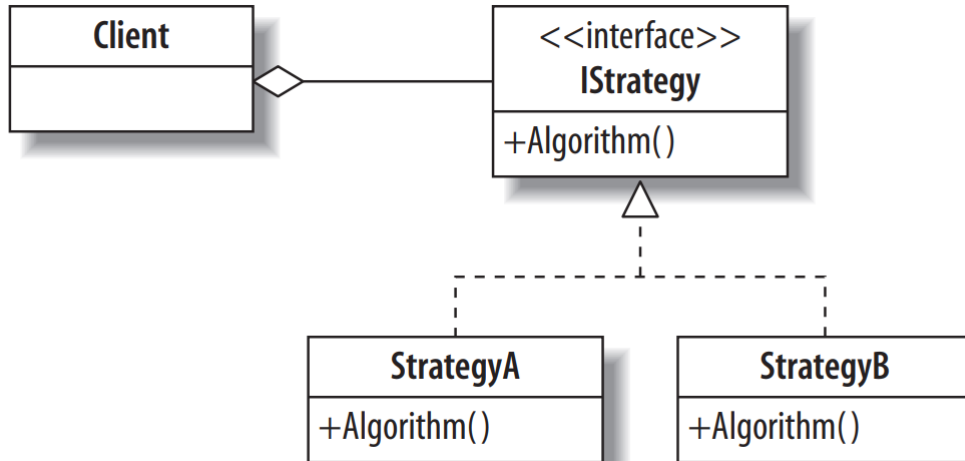 Client
<<interface>>
IStrategy
+Algorithm()
StrategyA
+Algorithm()
StrategyB
+Algorithm()